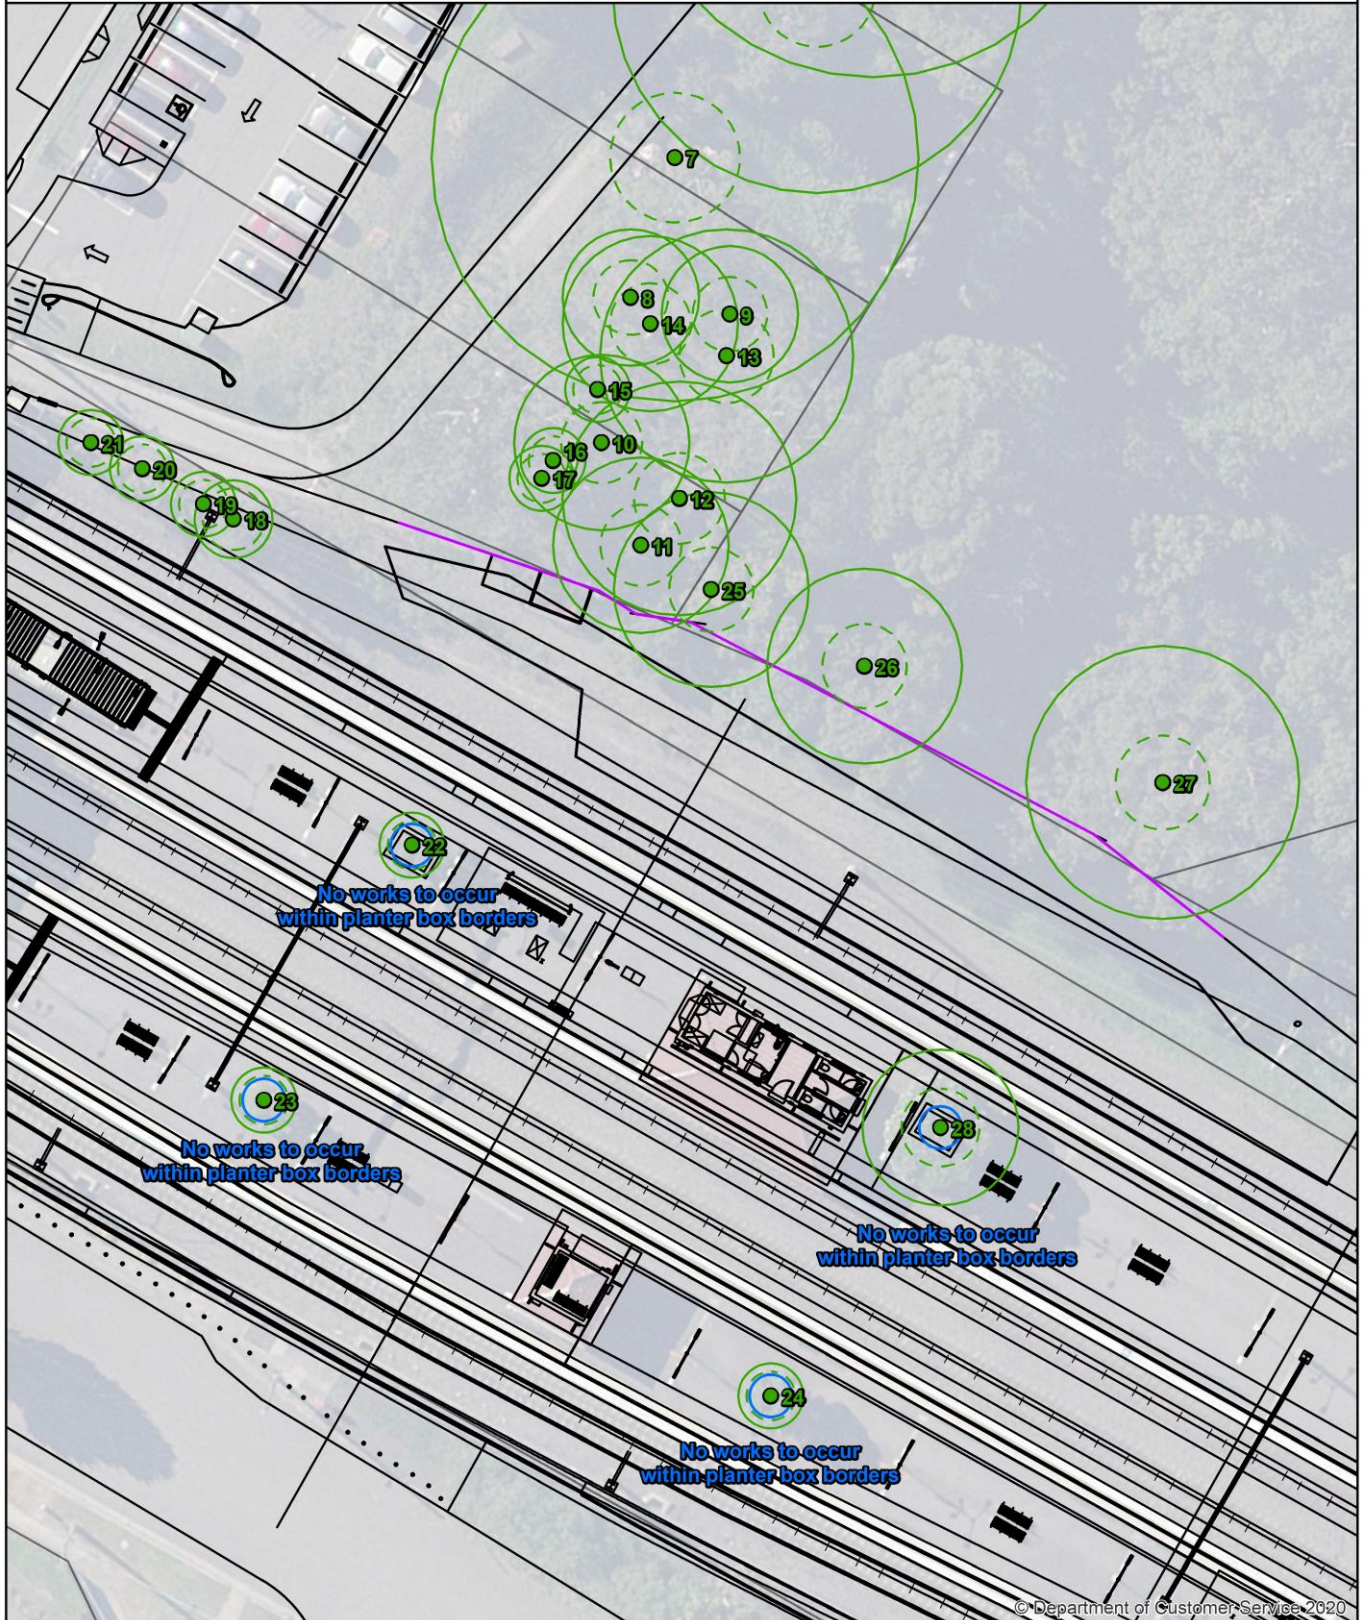 7
8
9
14
13
15
10
16
17
12
11
25
21
20
19
18
26
27
22
No works to occur
within planter box borders
23
No works to occur
within planter box borders
28
No works to occur
within planter box borders
24
No works to occur
within planter box borders
© Department of Customer Service 2020